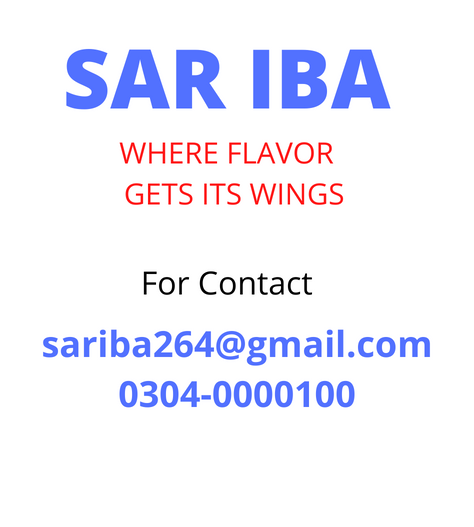 SAR IBA
WHERE FLAVOR
GETS ITS WINGS
For Contact
sariba264@gmail.com
0304-0000100